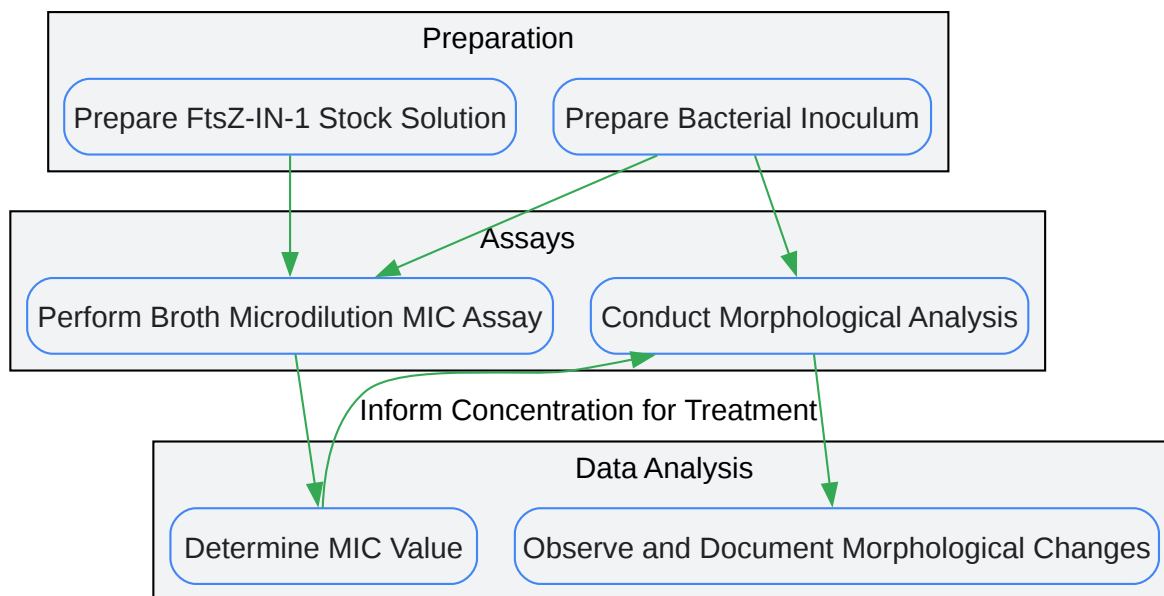 Preparation
Prepare FtsZ-IN-1 Stock Solution
Prepare Bacterial Inoculum
Assays
Perform Broth Microdilution MIC Assay
Conduct Morphological Analysis
Inform Concentration for Treatment
Data Analysis
Determine MIC Value
Observe and Document Morphological Changes